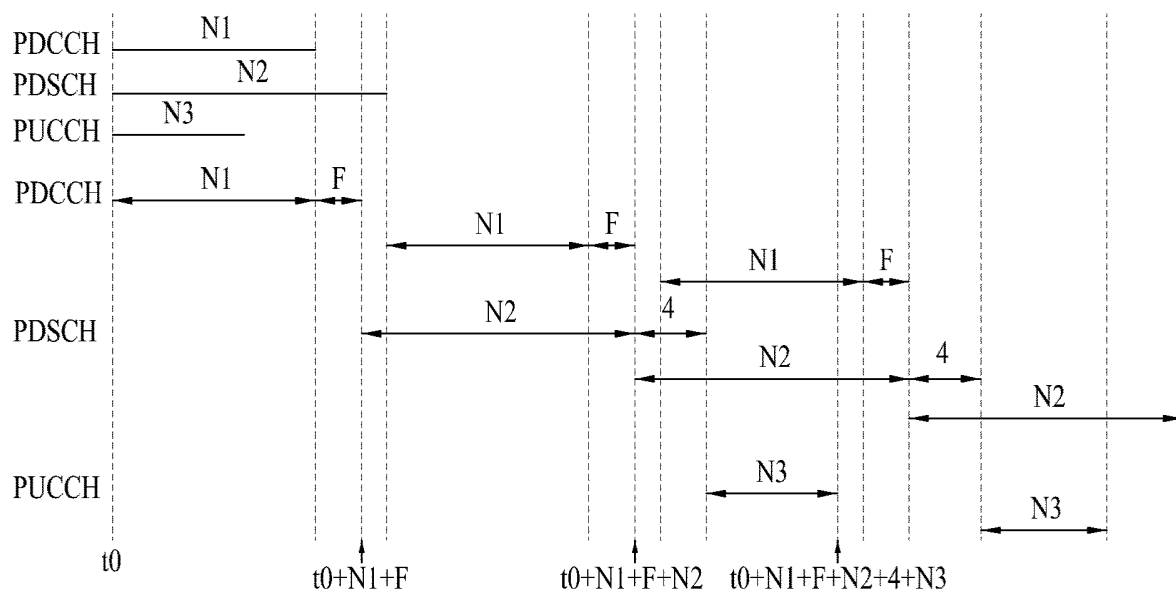 PDCCH N1
PDSCH N2
PUCCH N3
PDCCH N1 F
N1 F
N1 F
PDSCH N2 4
N2 4
N2
PUCCH N3
N3
t0 t0+N1+F t0+N1+F+N2 t0+N1+F+N2+4+N3